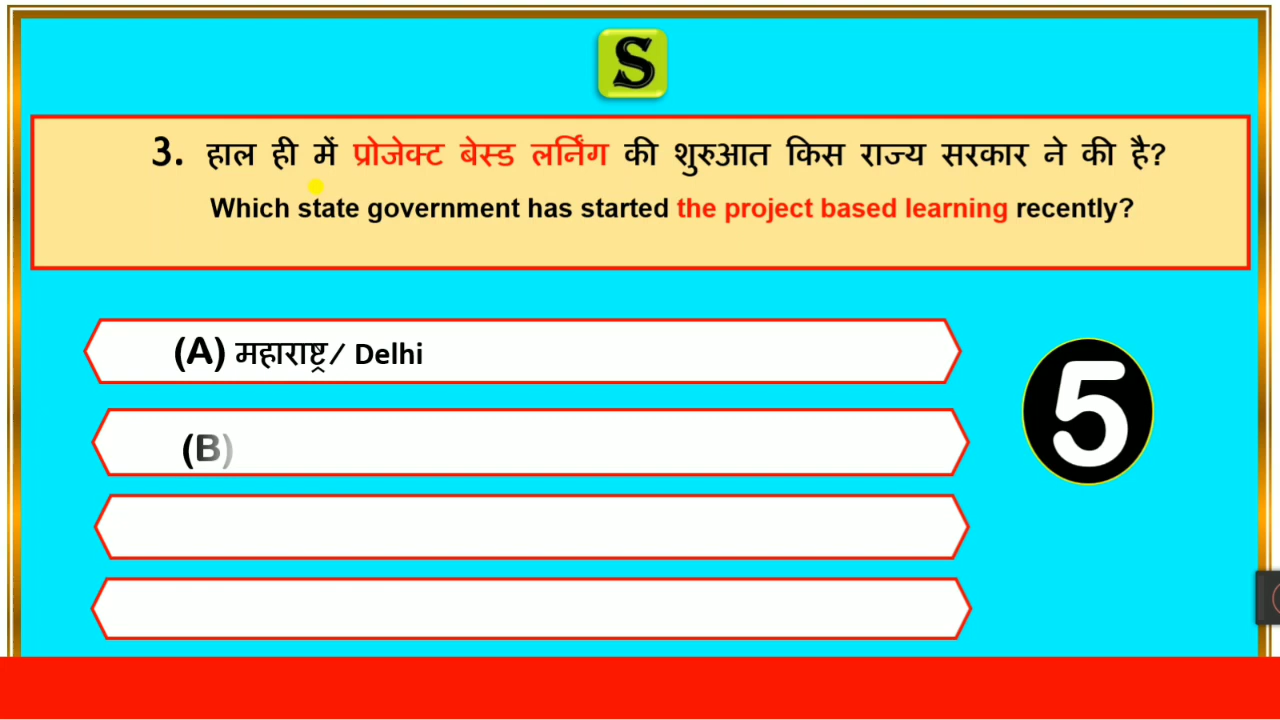 S
3. हाल ही में प्रोजेक्ट बेस्ड लर्निंग की शुरुआत किस राज्य सरकार ने की है?
Which state government has started the project based learning recently?
(A) महाराष्ट्र/ Delhi
5
(B)